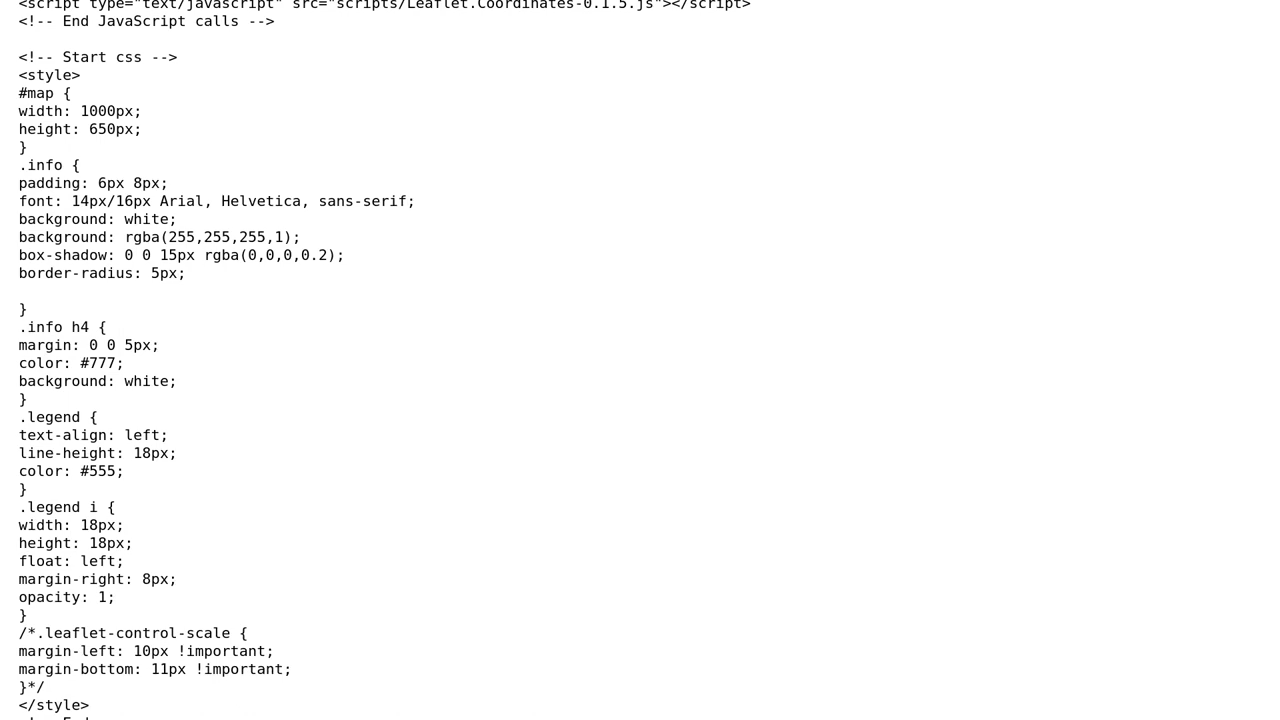 <script type="text/javascript" src="scripts/Leaflet.Coordinates-0.1.5.js"></script>
<!-- End JavaScript calls -->
<!-- Start css -->
<style>
#map {
width: 1000px;
height: 650px;
}
.info {
padding: 6px 8px;
font: 14px/16px Arial, Helvetica, sans-serif;
background: white;
background: rgba(255,255,255,1);
box-shadow: 0 0 15px rgba(0,0,0,0.2);
border-radius: 5px;
}
.info h4 {
margin: 0 0 5px;
color: #777;
background: white;
}
.legend {
text-align: left;
line-height: 18px;
color: #555;
}
.legend i {
width: 18px;
height: 18px;
float: left;
margin-right: 8px;
opacity: 1;
}
/*.leaflet-control-scale {
margin-left: 10px !important;
margin-bottom: 11px !important;
}*/
</style>